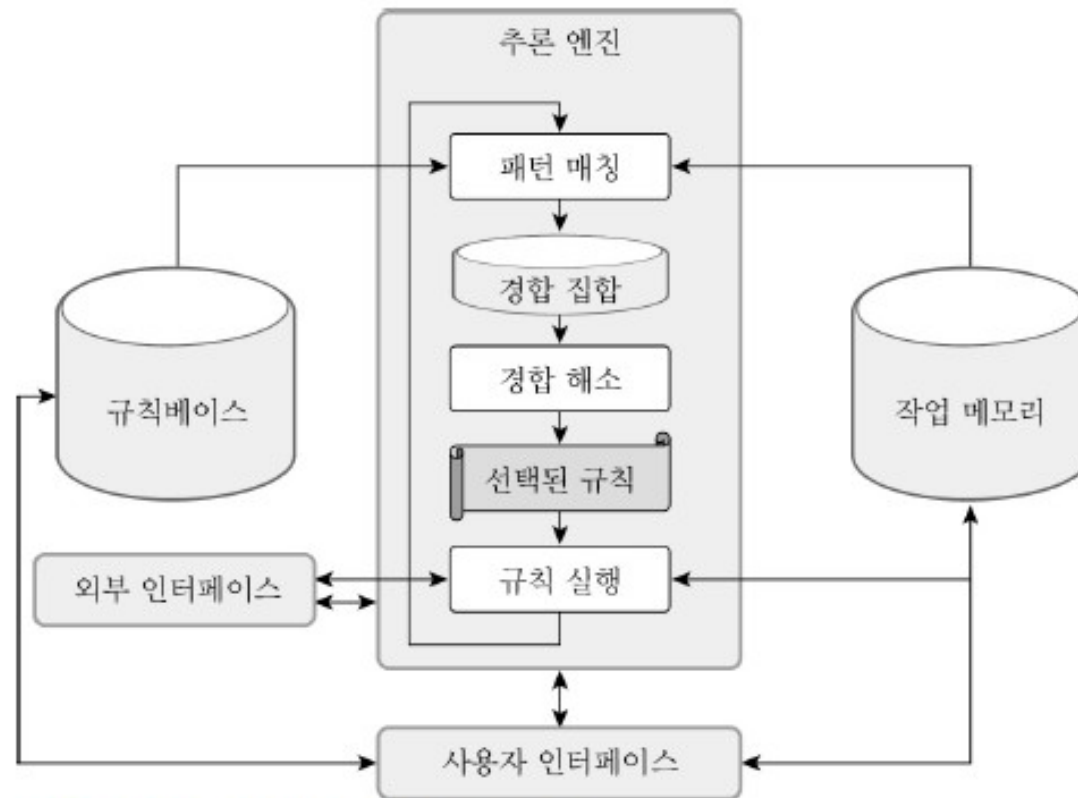 추론 엔진
패턴 매칭
경합 집합
경합 해소
규칙베이스
작업 메모리
선택된 규칙
규칙 실행
외부 인터페이스
사용자 인터페이스